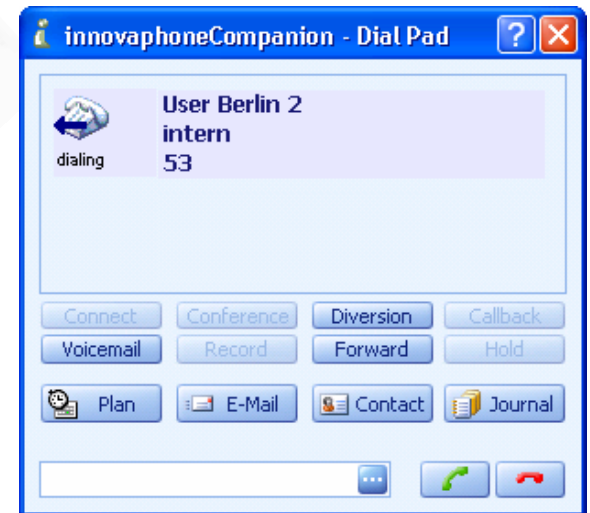 innovaphoneCompanion - Dial Pad
User Berlin 2
intern
dialing
53
Connect Conference Diversion Callback
Voicemail Record Forward Hold
Plan E-Mail Contact Journal